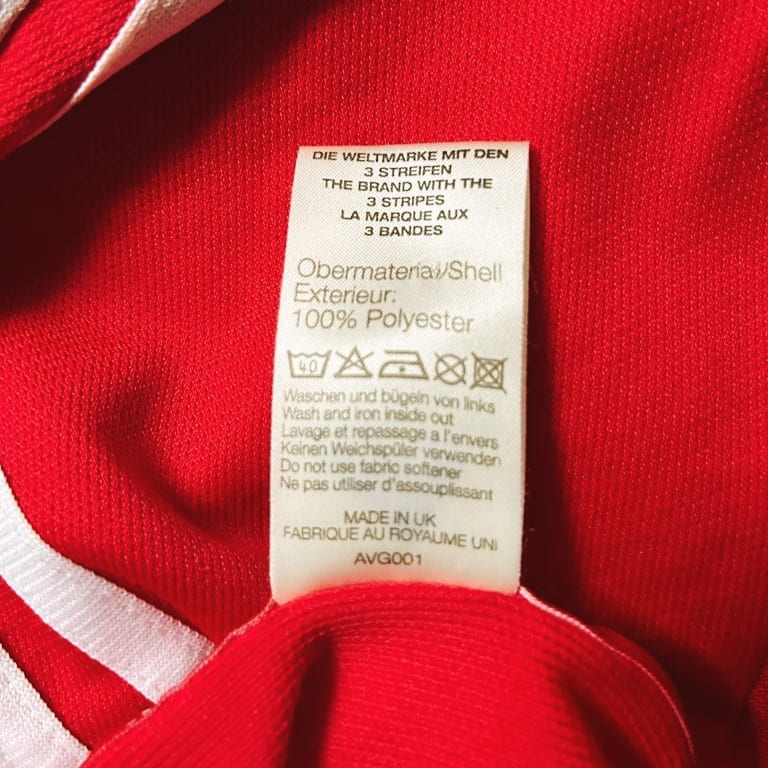 DIE WELTMARKE MIT DEN
3 STREIFEN
THE BRAND WITH THE
3 STRIPES
LA MARQUE AUX
3 BANDES
Obermaterial/Shell
Exterieur:
100% Polyester
40
Waschen und bügeln von links
Wash and iron inside out
Lavage et repassage a l'envers
Keinen Weichspüler verwenden
Do not use fabric softener
Ne pas utiliser d'assouplissant
MADE IN UK
FABRIQUE AU ROYAUME UNI
AVG001